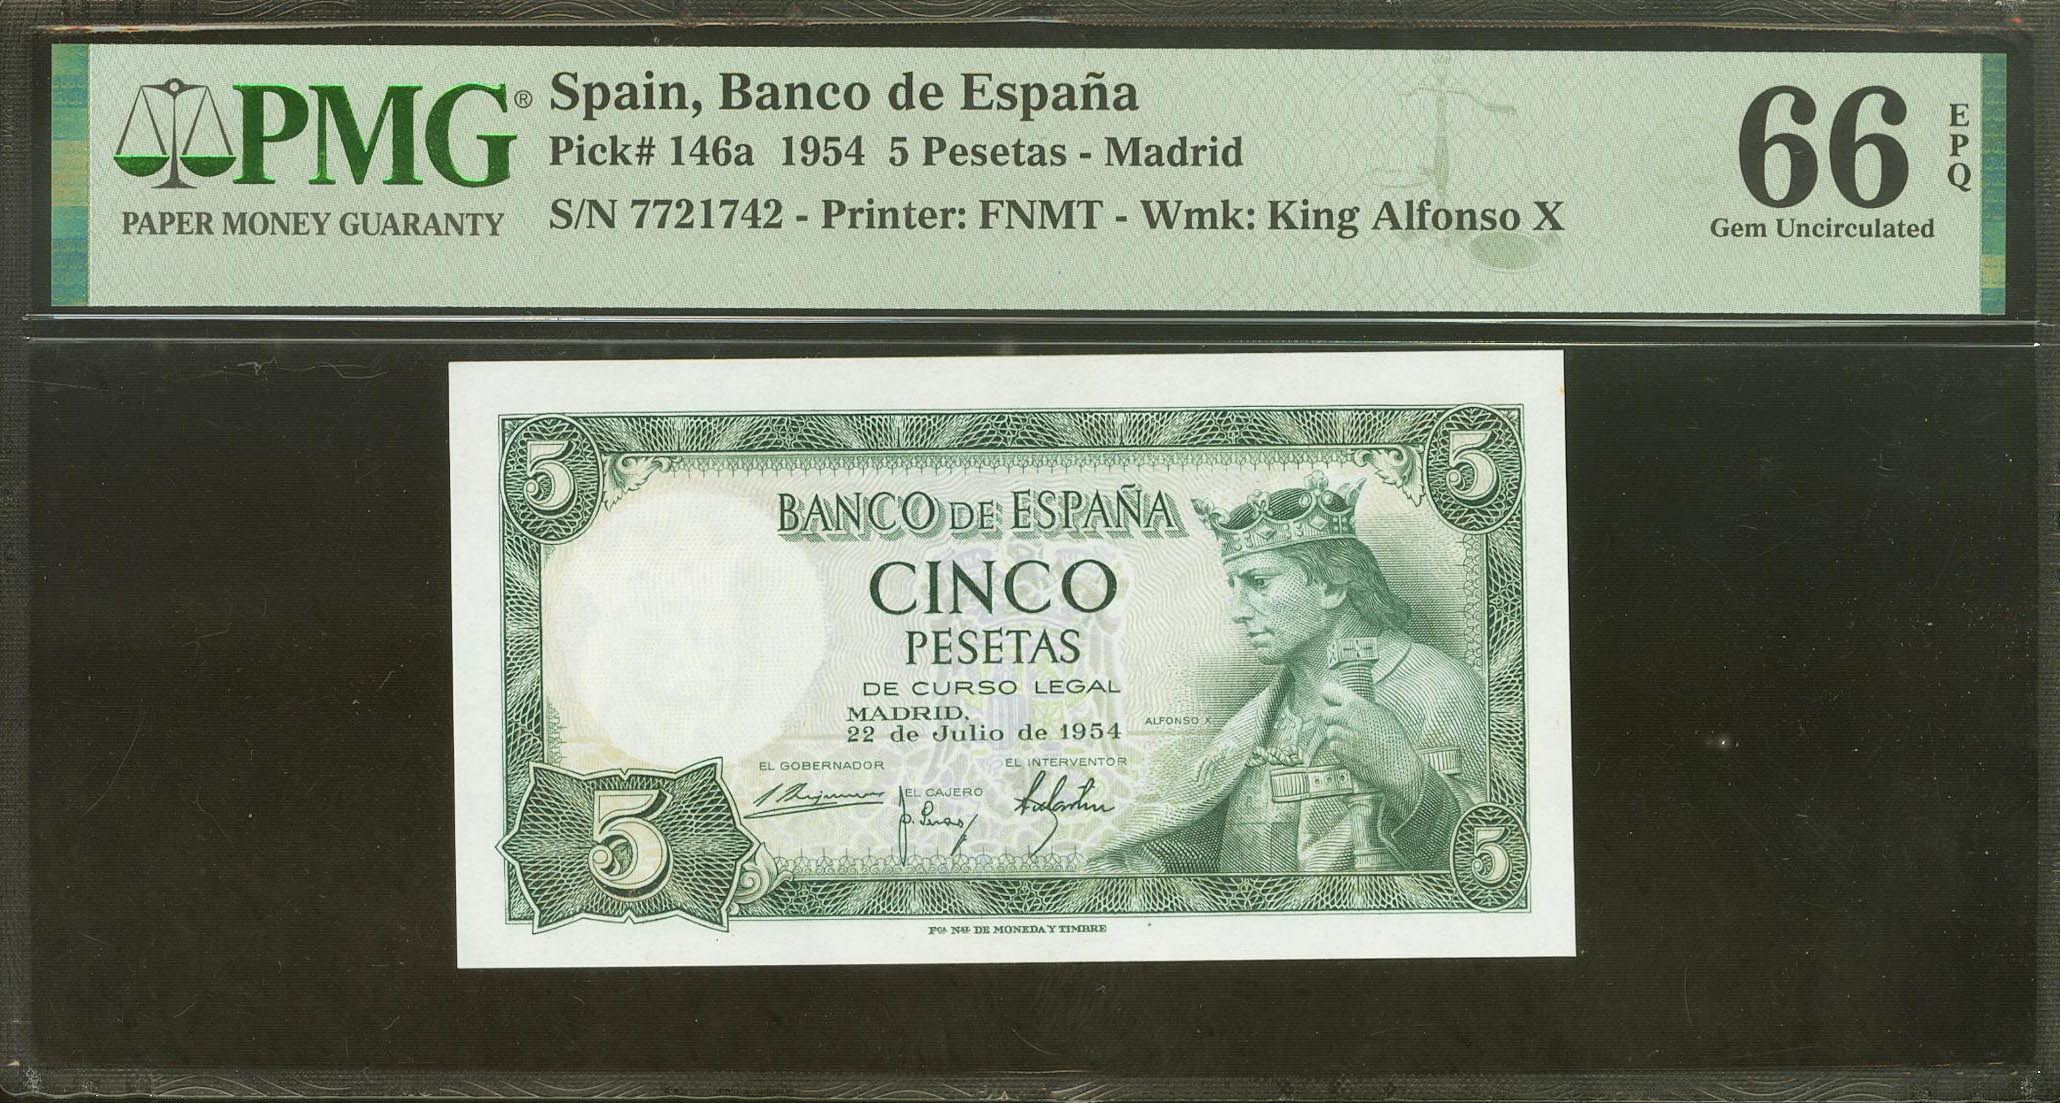 PMG®
PAPER MONEY GUARANTY
Spain, Banco de España
Pick# 146a 1954 5 Pesetas - Madrid
S/N 7721742 - Printer: FNMT - Wmk: King Alfonso X
66
EPQ
Gem Uncirculated
5
5
BANCO DE ESPAÑA
CINCO
PESETAS
DE CURSO LEGAL
MADRID,
22 de Julio de 1954
ALFONSO X
EL GOBERNADOR
EL INTERVENTOR
EL CAJERO
5
5
Fca. Nal. DE MONEDA Y TIMBRE